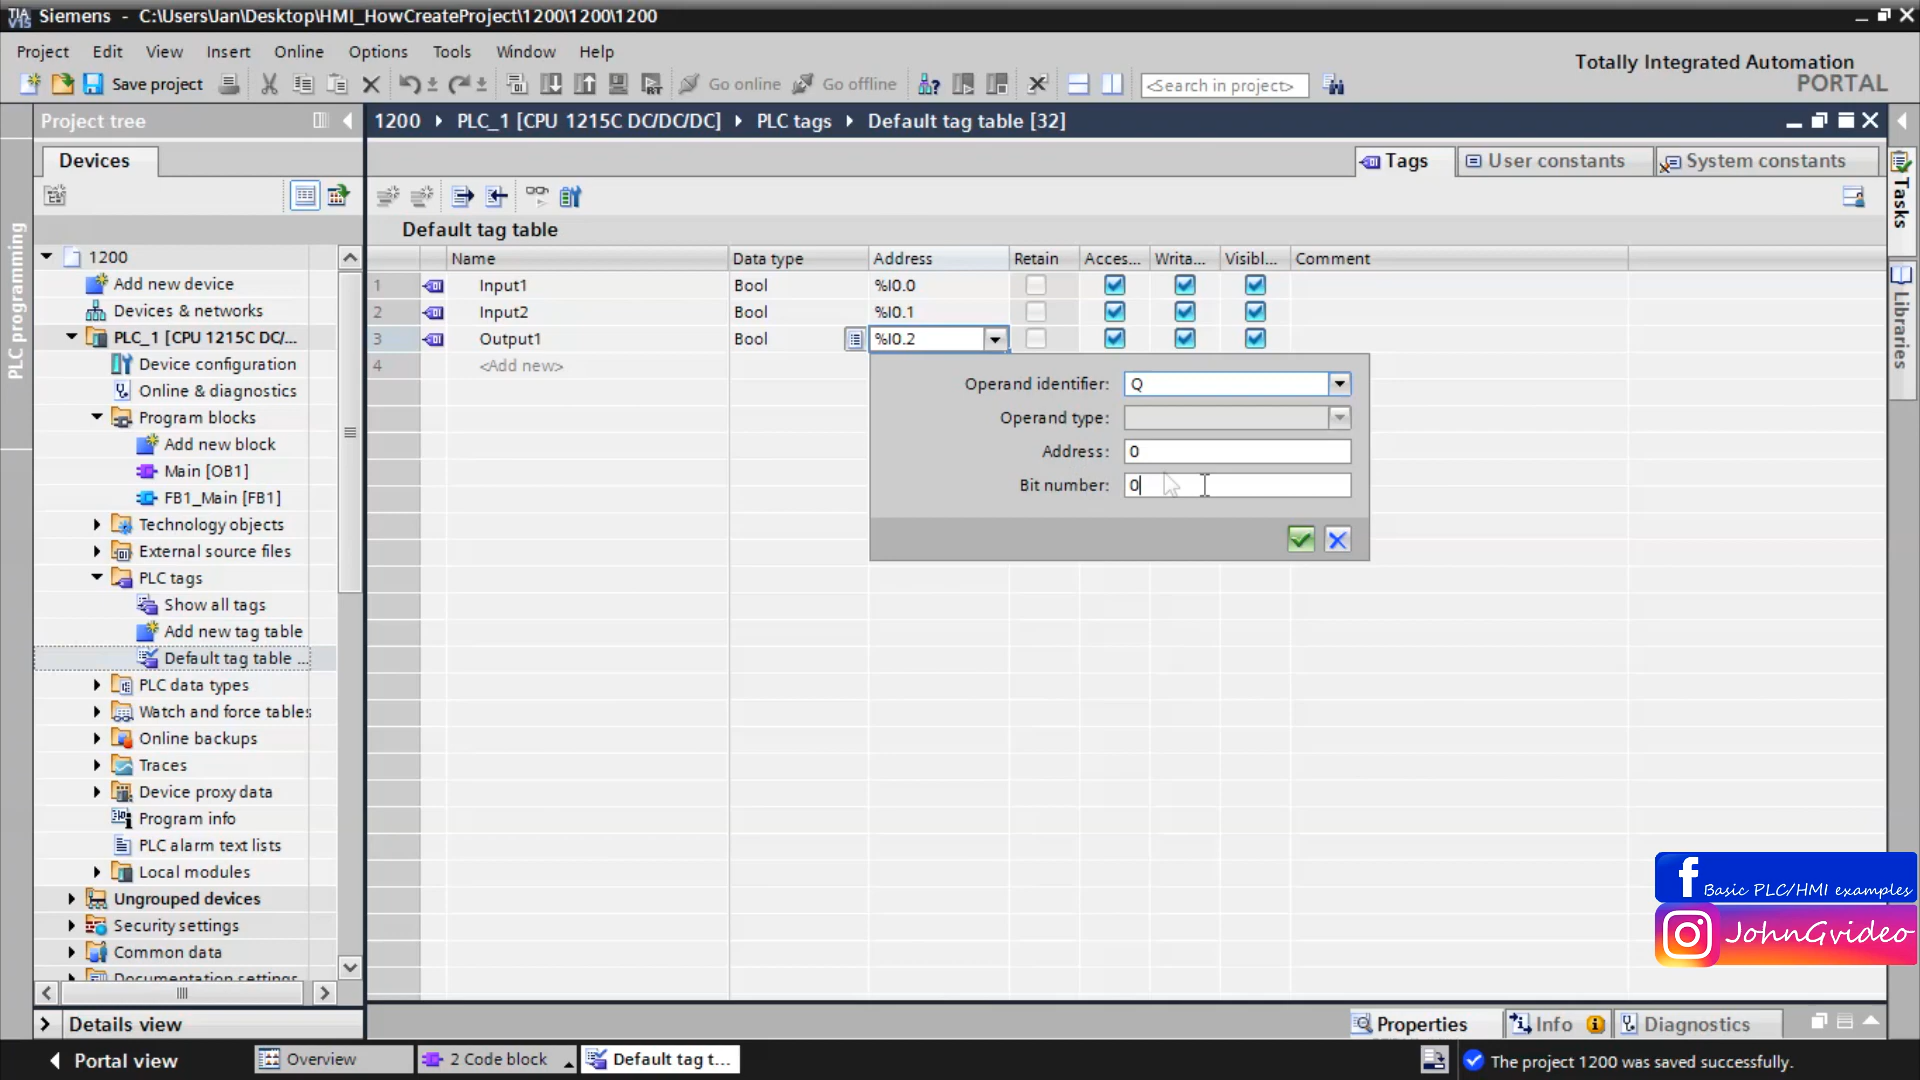 Siemens - C:\Users\Jan\Desktop\HMI_HowCreateProject\1200\1200\1200
Project Edit View Insert Online Options Tools Window Help
Totally Integrated Automation
PORTAL
Save project
Go online
Go offline
<Search in project>
Project tree
1200 PLC_1 [CPU 1215C DC/DC/DC] PLC tags Default tag table [32]
Devices
Tags
User constants
System constants
PLC programming
Tasks
Libraries
Default tag table
Name Data type Address Retain Acces... Writa... Visibl... Comment
1 Input1 Bool %I0.0
2 Input2 Bool %I0.1
3 Output1 Bool %I0.2
4 <Add new>
Operand identifier: Q
Operand type:
Address: 0
Bit number: 0
1200
Add new device
Devices & networks
PLC_1 [CPU 1215C DC/...
Device configuration
Online & diagnostics
Program blocks
Add new block
Main [OB1]
FB1_Main [FB1]
Technology objects
External source files
PLC tags
Show all tags
Add new tag table
Default tag table ...
PLC data types
Watch and force tables
Online backups
Traces
Device proxy data
Program info
PLC alarm text lists
Local modules
Ungrouped devices
Security settings
Common data
Documentation settings
Details view
Basic PLC/HMI examples
JohnGvideo
Properties
Info
Diagnostics
Portal view
Overview
2 Code block
Default tag t...
The project 1200 was saved successfully.